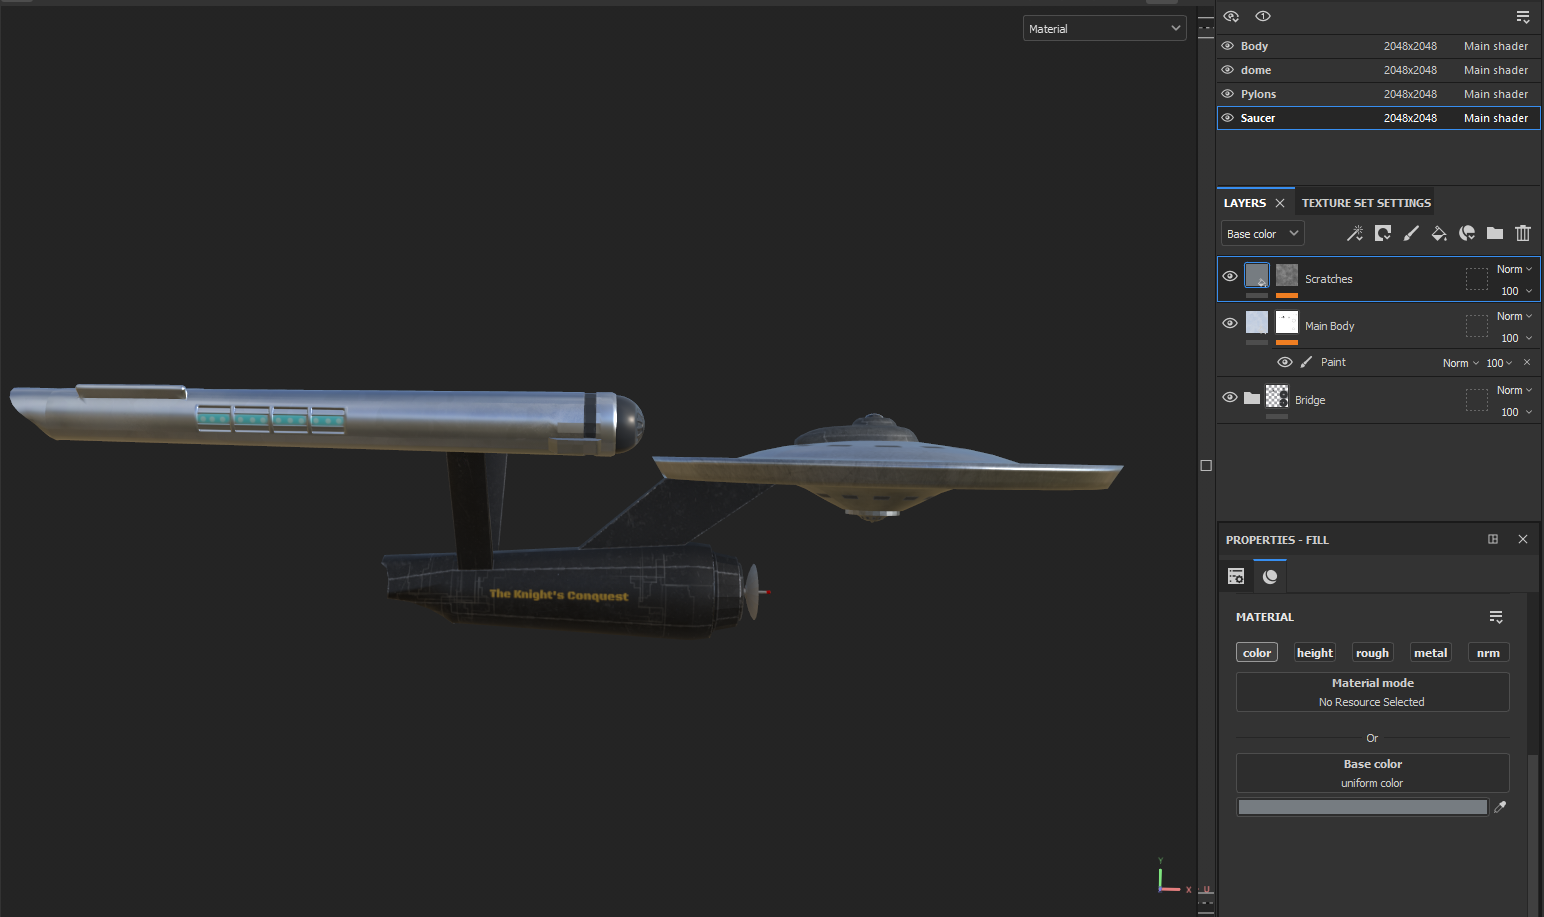 Material
Body 2048x2048 Main shader
dome 2048x2048 Main shader
Pylons 2048x2048 Main shader
Saucer 2048x2048 Main shader
LAYERS TEXTURE SET SETTINGS
Base color
Scratches Norm
100
Main Body Norm
100
Paint Norm 100
Bridge Norm
100
The Knight's Conquest
PROPERTIES - FILL
MATERIAL
color height rough metal nrm
Material mode
No Resource Selected
Or
Base color
uniform color
Y
X U